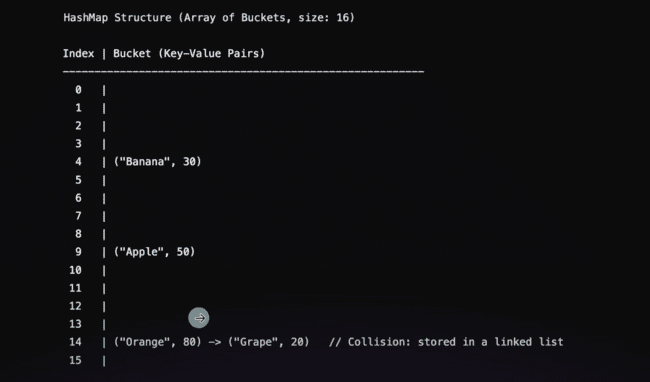 HashMap Structure (Array of Buckets, size: 16)
Index | Bucket (Key-Value Pairs)
----------------------------------------------------------
0 |
1 |
2 |
3 |
4 | ("Banana", 30)
5 |
6 |
7 |
8 |
9 | ("Apple", 50)
10 |
11 |
12 |
13 |
14 | ("Orange", 80) -> ("Grape", 20) // Collision: stored in a linked list
15 |